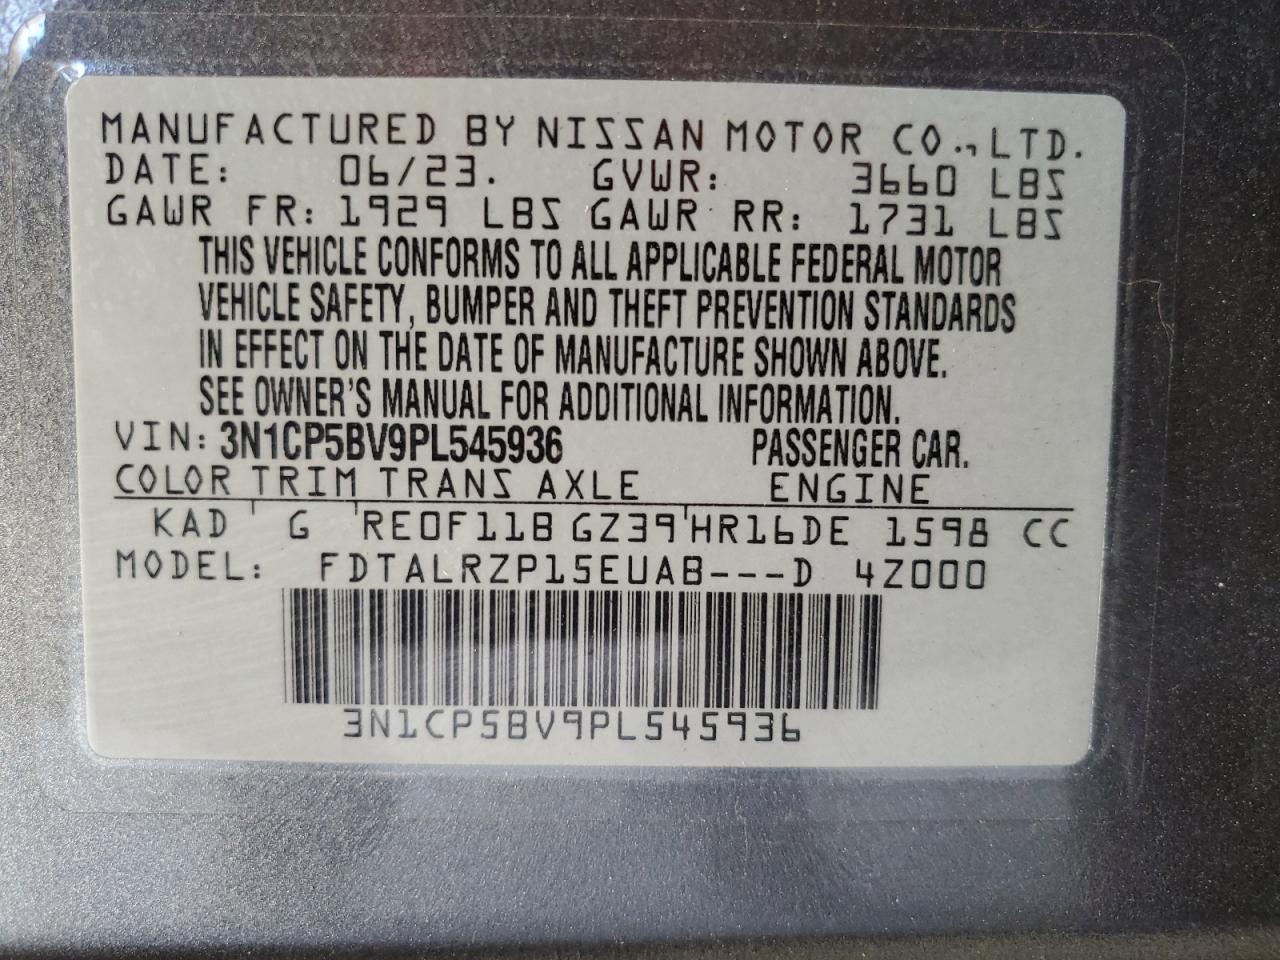 MANUFACTURED BY NISSAN MOTOR CO., LTD.
DATE: 06/23. GVWR: 3660 LBS
GAWR FR: 1929 LBS GAWR RR: 1731 LBS
THIS VEHICLE CONFORMS TO ALL APPLICABLE FEDERAL MOTOR
VEHICLE SAFETY, BUMPER AND THEFT PREVENTION STANDARDS
IN EFFECT ON THE DATE OF MANUFACTURE SHOWN ABOVE.
SEE OWNER'S MANUAL FOR ADDITIONAL INFORMATION.
VIN: 3N1CP5BV9PL545936 PASSENGER CAR.
COLOR TRIM TRANS AXLE ENGINE
KAD ' G 'RE0F11B GZ39'HR16DE 1598 CC
MODEL: FDTALRZP15EUAB---D 4Z000
3N1CP5BV9PL545936